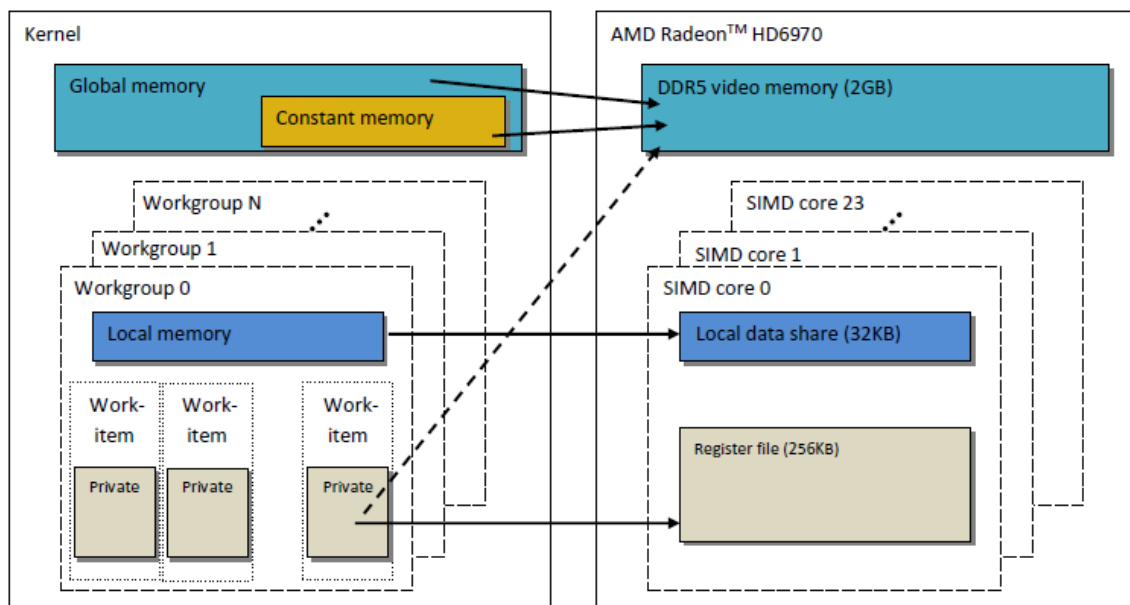 Kernel
Global memory
Constant memory
Workgroup N
Workgroup 1
Workgroup 0
Local memory
Work-
item
Work-
item
Work-
item
Private
Private
Private
AMD Radeon™ HD6970
DDR5 video memory (2GB)
SIMD core 23
SIMD core 1
SIMD core 0
Local data share (32KB)
Register file (256KB)